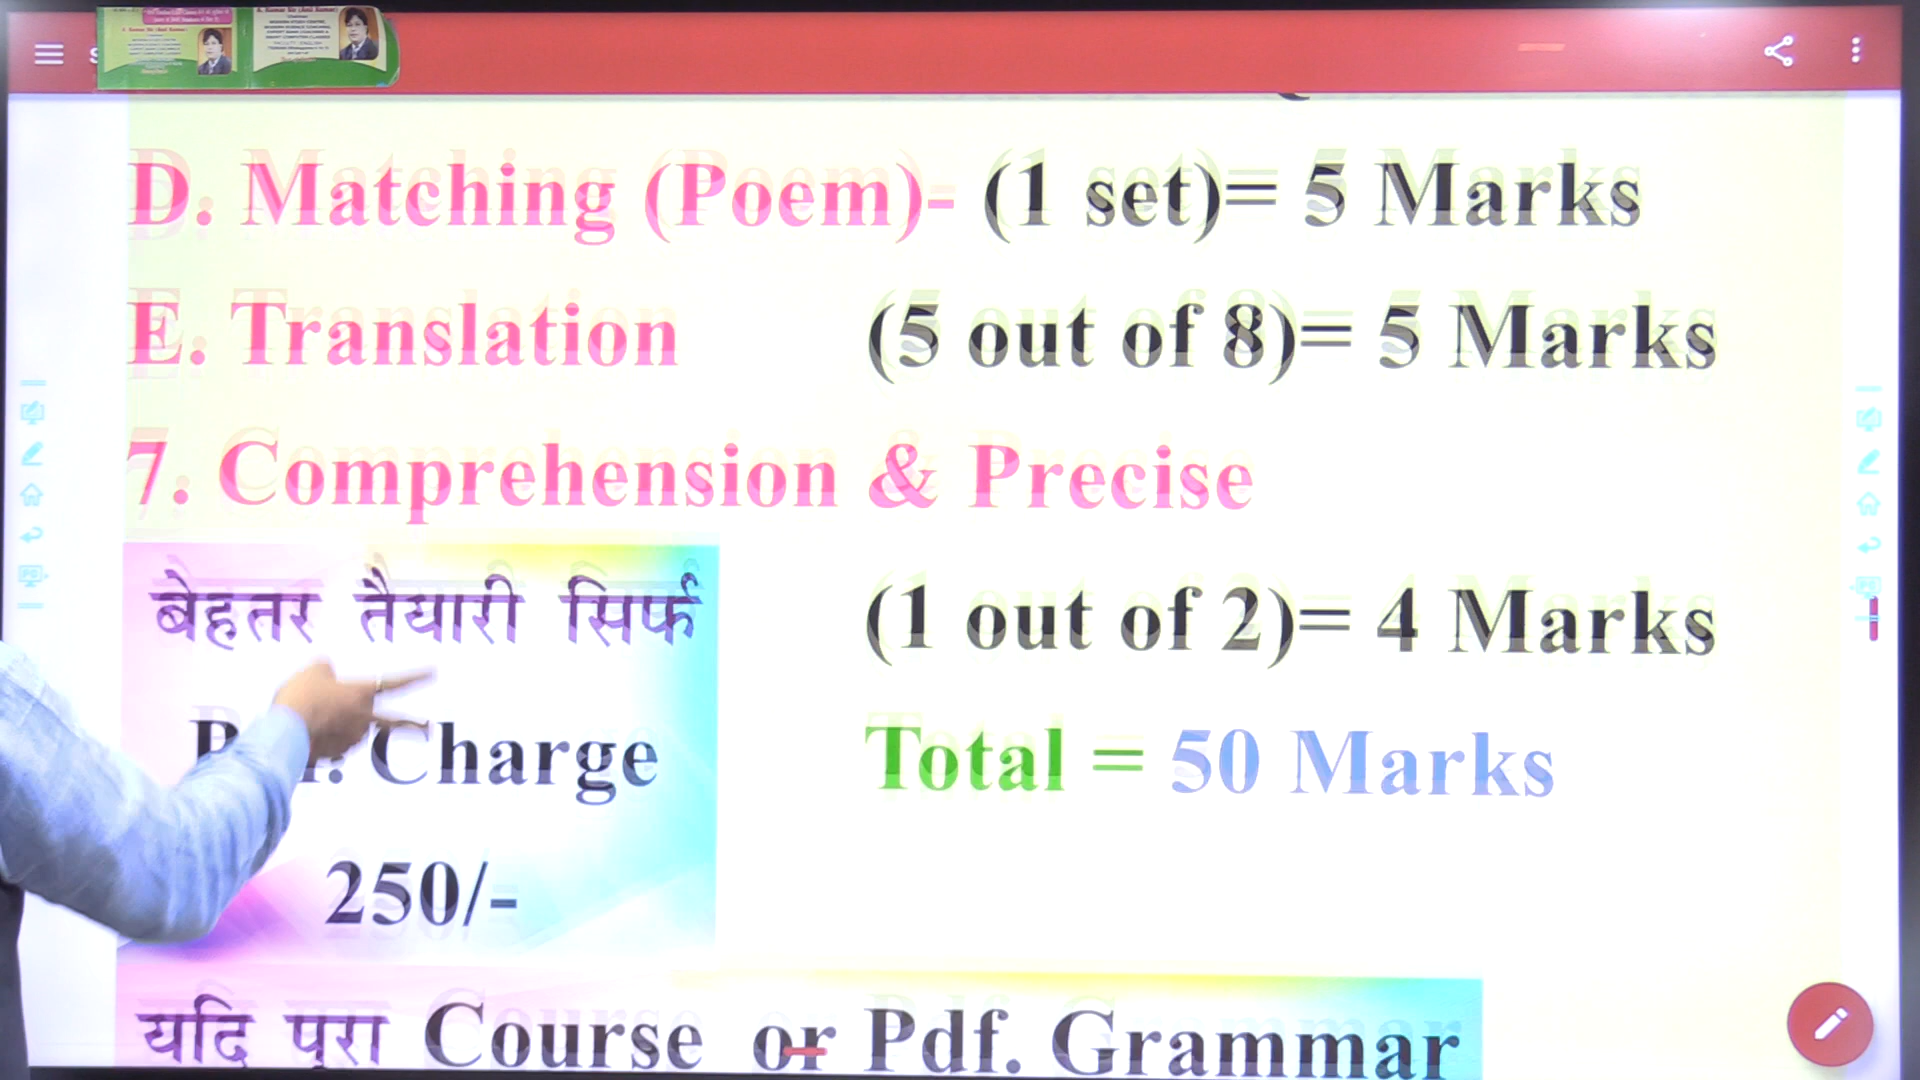 D. Matching (Poem)- (1 set)= 5 Marks
E. Translation (5 out of 8)= 5 Marks
7. Comprehension & Precise
(1 out of 2)= 4 Marks
Total = 50 Marks
बेहतर तैयारी सिर्फ
Charge
250/-
यदि पूरा Course or Pdf. Grammar